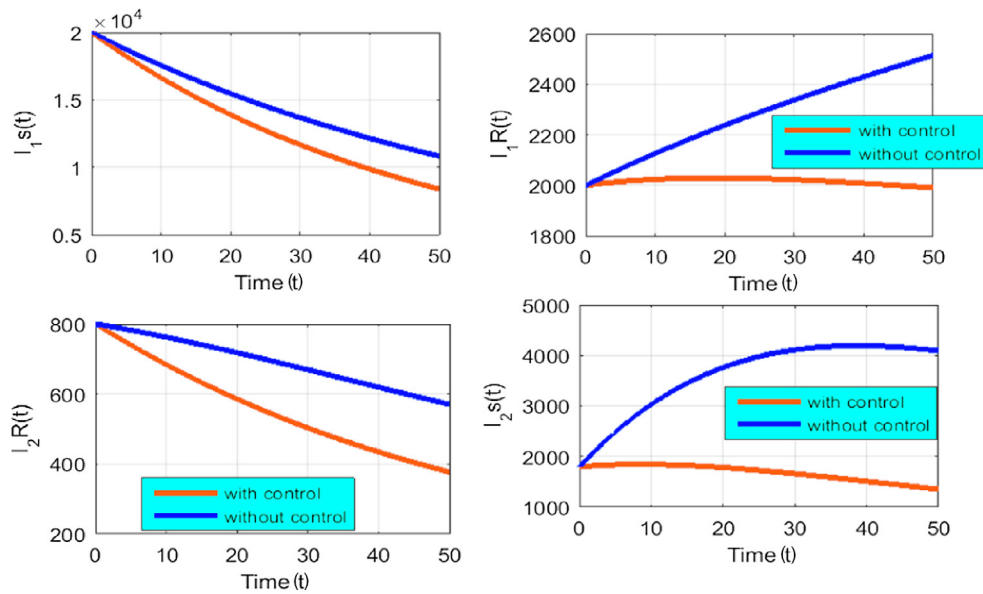 × 10⁴
2
1.5
1
0.5
0 10 20 30 40 50
Time (t)
I₁s(t)
2600
2400
2200
2000
1800
0 10 20 30 40 50
Time (t)
I₁R(t)
with control
without control
800
600
400
200
0 10 20 30 40 50
Time (t)
I₂R(t)
with control
without control
5000
4000
3000
2000
1000
0 10 20 30 40 50
Time (t)
I₂s(t)
with control
without control